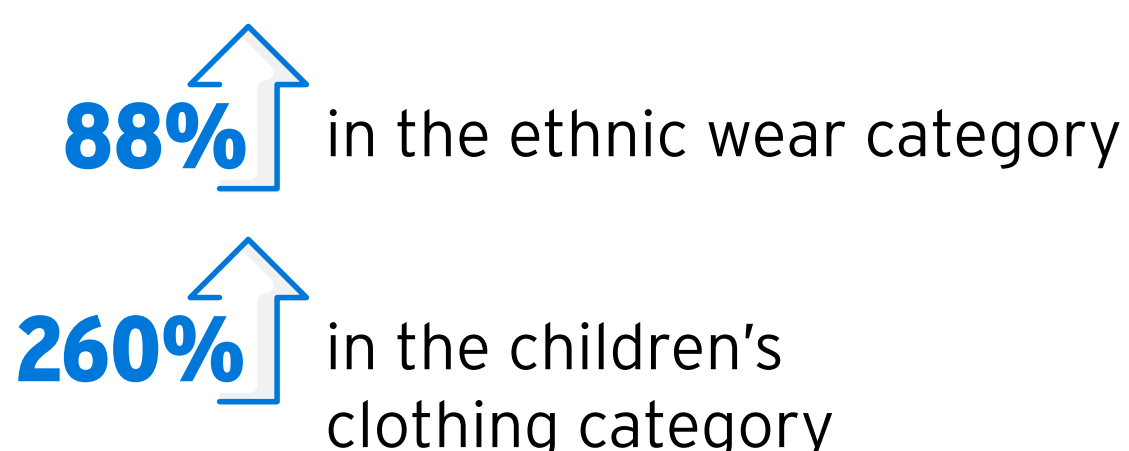 88% in the ethnic wear category
260% in the children’s
clothing category